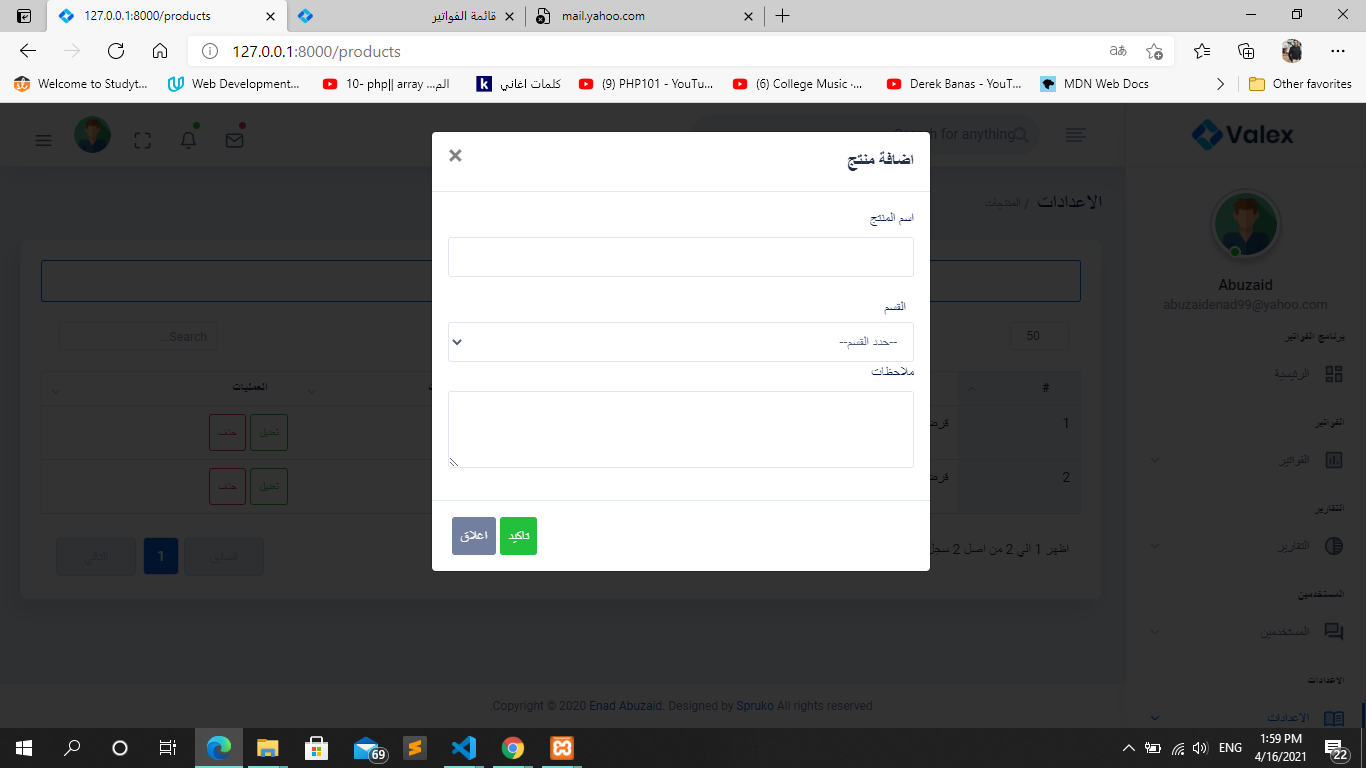 127.0.0.1:8000/products
قائمة الفواتير
mail.yahoo.com
127.0.0.1:8000/products
Welcome to Studyt...
Web Development...
10- php|| array ...الم
كلمات اغاني
(9) PHP101 - YouTu...
(6) College Music -...
Derek Banas - YouT...
MDN Web Docs
Other favorites
Valex
Search for anything
اضافة منتج
×
الاعدادات / المنتجات
اسم المنتج
القسم
--حدد القسم--
ملاحظات
تاكيد
اغلاق
Abuzaid
abuzaidenad99@yahoo.com
برنامج الفواتير
الرئيسية
الفواتير
الفواتير
التقارير
التقارير
المستخدمين
المستخدمين
الاعدادات
الاعدادات
50
Search...
#
العمليات
1
تعديل
حذف
2
تعديل
حذف
اظهر 1 الي 2 من اصل 2 سجل
السابق
1
التالي
Copyright © 2020 Enad Abuzaid. Designed by Spruko All rights reserved.
69
ENG
1:59 PM
4/16/2021
22